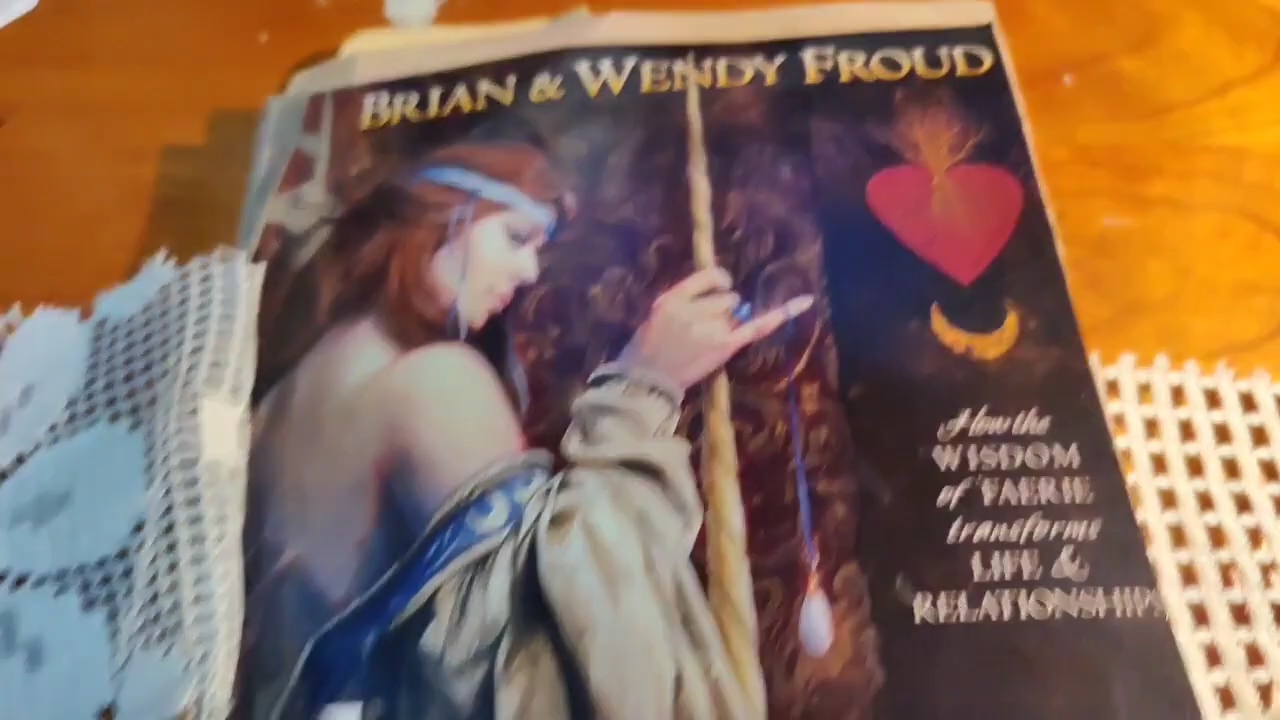 BRIAN & WENDY FROUD
How the
WISDOM
of FAERIE
transforms
LIFE &
RELATIONSHIPS